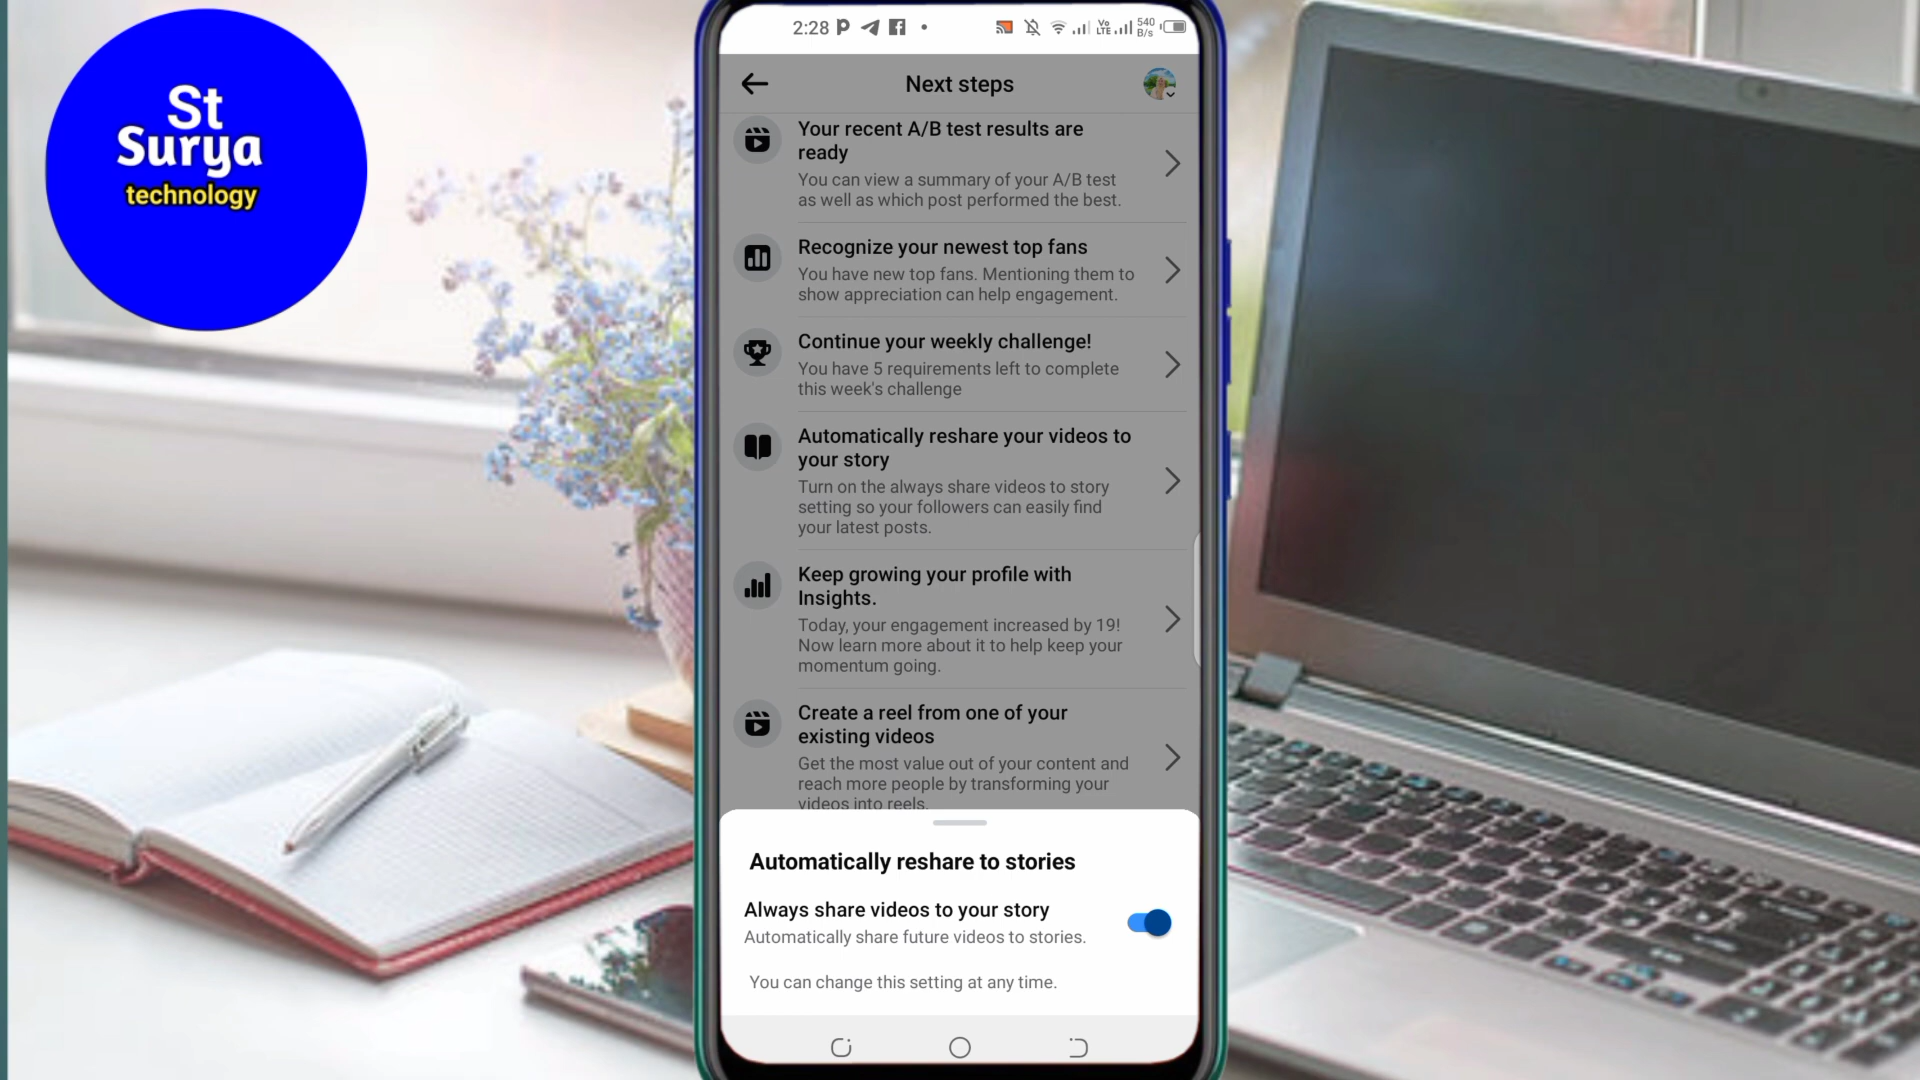 St
Surya
technology
2:28
Vo
LTE
540
B/s
Next steps
Your recent A/B test results are
ready
You can view a summary of your A/B test
as well as which post performed the best.
Recognize your newest top fans
You have new top fans. Mentioning them to
show appreciation can help engagement.
Continue your weekly challenge!
You have 5 requirements left to complete
this week's challenge
Automatically reshare your videos to
your story
Turn on the always share videos to story
setting so your followers can easily find
your latest posts.
Keep growing your profile with
Insights.
Today, your engagement increased by 19!
Now learn more about it to help keep your
momentum going.
Create a reel from one of your
existing videos
Get the most value out of your content and
reach more people by transforming your
videos into reels.
Automatically reshare to stories
Always share videos to your story
Automatically share future videos to stories.
You can change this setting at any time.